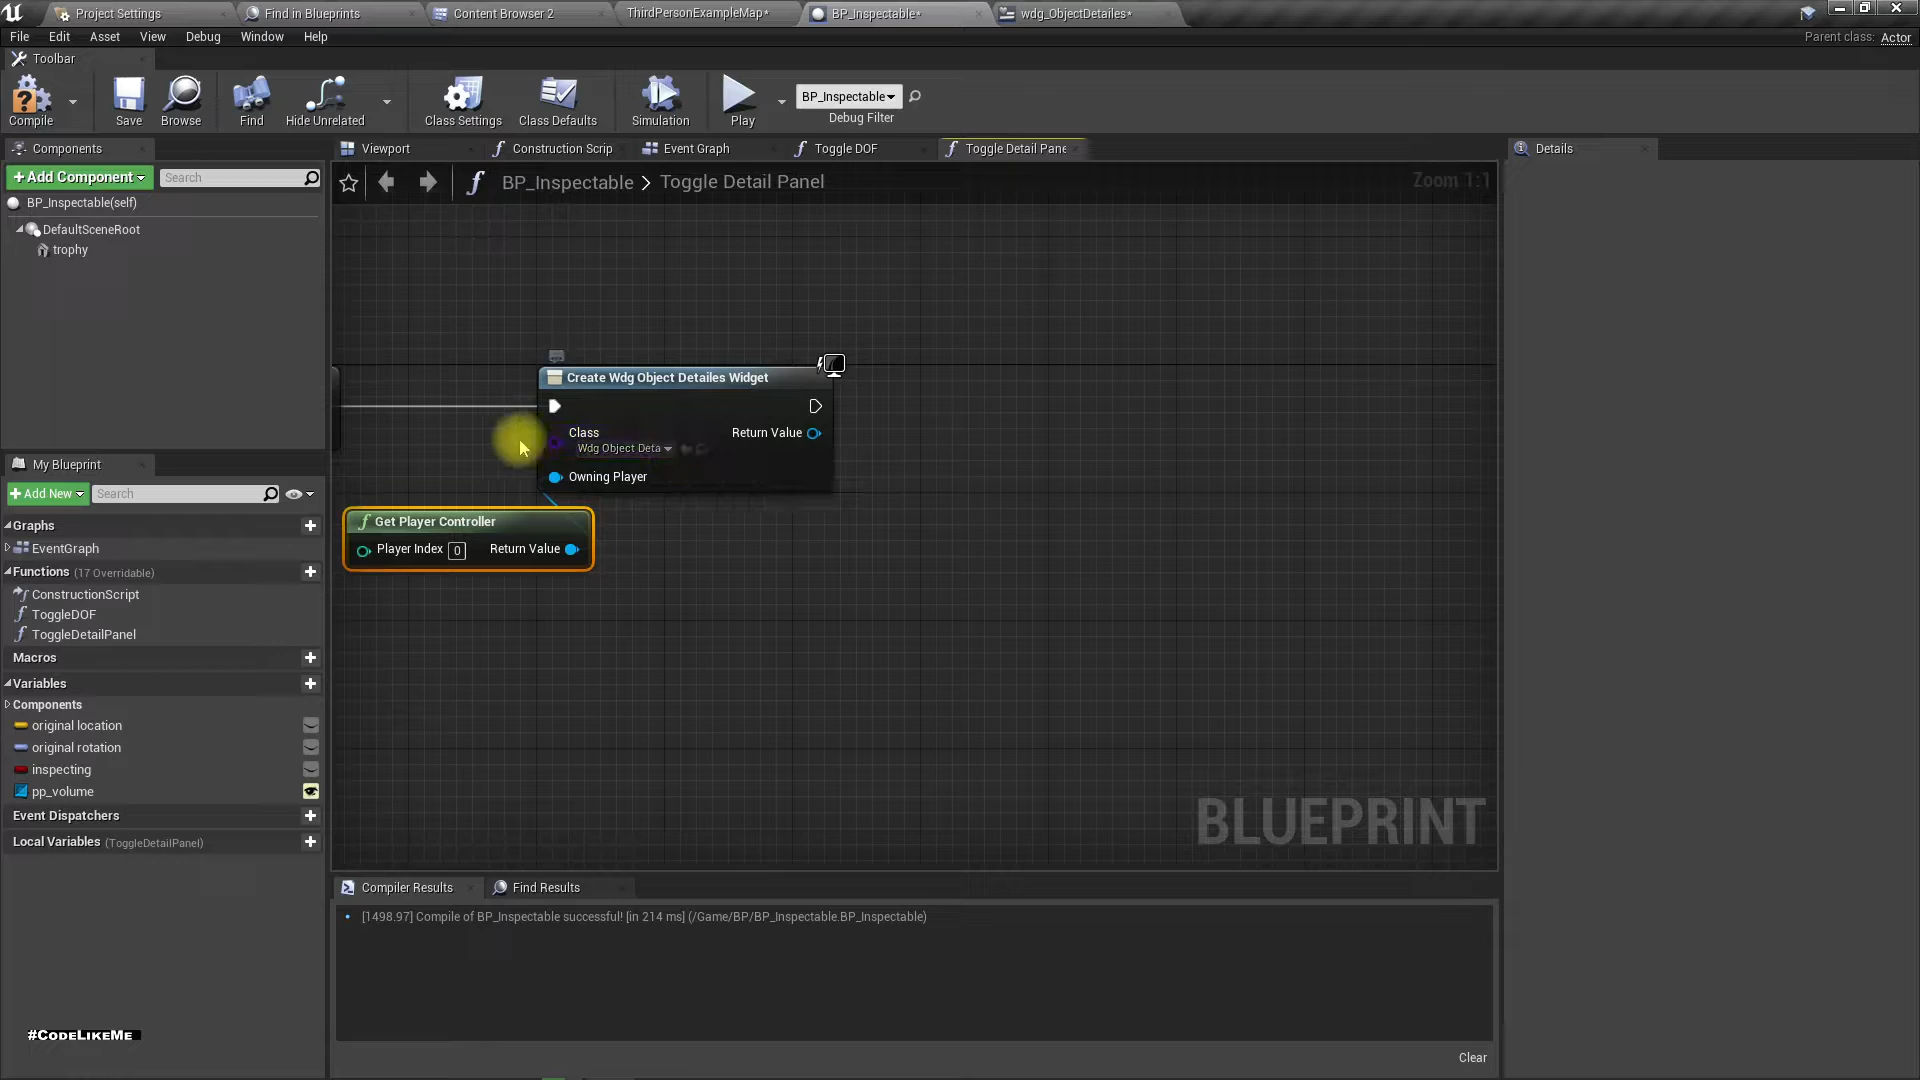 Project Settings
Find in Blueprints
Content Browser 2
ThirdPersonExampleMap*
BP_Inspectable*
wdg_ObjectDetailes*
File Edit Asset View Debug Window Help
Parent class: Actor
Toolbar
Compile
Save
Browse
Find
Hide Unrelated
Class Settings
Class Defaults
Simulation
Play
BP_Inspectable
Debug Filter
Components
+Add Component
Search
BP_Inspectable(self)
DefaultSceneRoot
trophy
Viewport
Construction Scrip
Event Graph
Toggle DOF
Toggle Detail Pane
Details
BP_Inspectable > Toggle Detail Panel
Zoom 1:1
Create Wdg Object Detailes Widget
Class
Wdg Object Deta
Return Value
Owning Player
Get Player Controller
Player Index 0
Return Value
BLUEPRINT
My Blueprint
+Add New
Search
Graphs
EventGraph
Functions (17 Overridable)
ConstructionScript
ToggleDOF
ToggleDetailPanel
Macros
Variables
Components
original location
original rotation
inspecting
pp_volume
Event Dispatchers
Local Variables (ToggleDetailPanel)
Compiler Results
Find Results
[1498.97] Compile of BP_Inspectable successful! [in 214 ms] (/Game/BP/BP_Inspectable.BP_Inspectable)
Clear
#CodeLikeMe